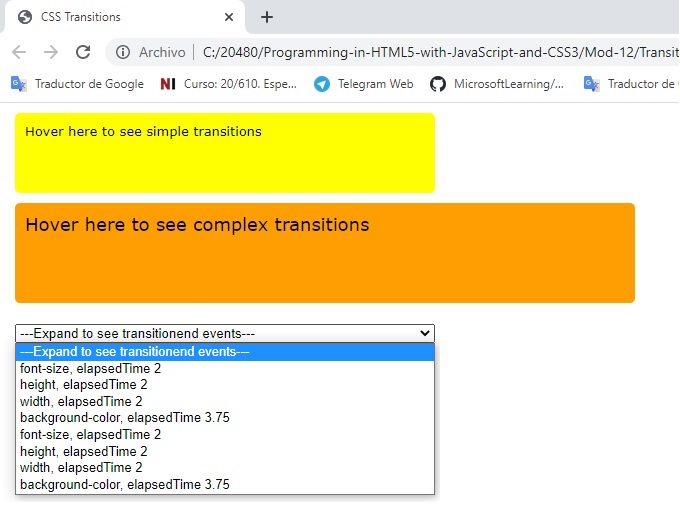 CSS Transitions
Archivo C:/20480/Programming-in-HTML5-with-JavaScript-and-CSS3/Mod-12/Transit
Traductor de Google NI Curso: 20/610. Espe... Telegram Web MicrosoftLearning/... Traductor de
Hover here to see simple transitions
Hover here to see complex transitions
---Expand to see transitionend events---
---Expand to see transitionend events---
font-size, elapsedTime 2
height, elapsedTime 2
width, elapsedTime 2
background-color, elapsedTime 3.75
font-size, elapsedTime 2
height, elapsedTime 2
width, elapsedTime 2
background-color, elapsedTime 3.75